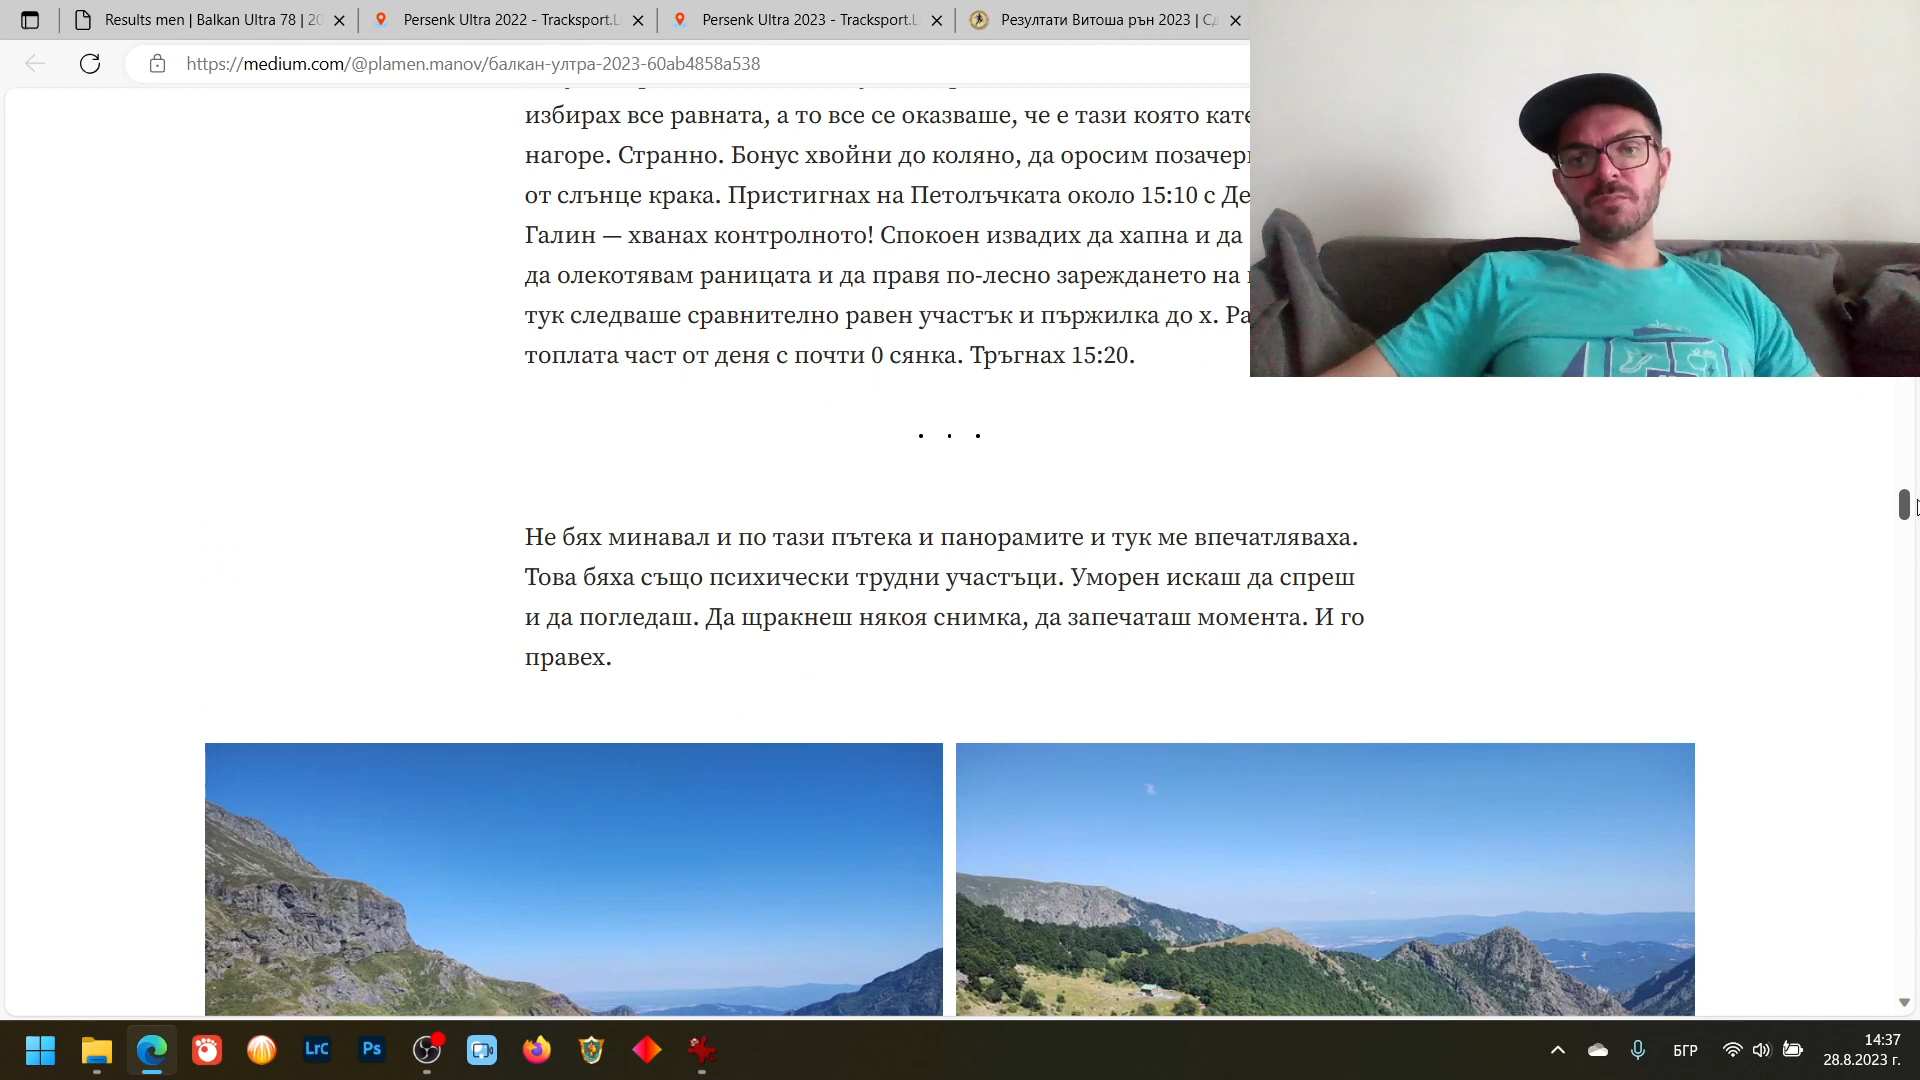 Results men | Balkan Ultra 78 | 20
Persenk Ultra 2022 - Tracksport.L
Persenk Ultra 2023 - Tracksport.L
Резултати Витоша рън 2023 | Сд
https://medium.com/@plamen.manov/балкан-ултра-2023-60ab4858a538
избирах все равната, а то все се оказваше, че е тази която кате
нагоре. Странно. Бонус хвойни до коляно, да оросим позачер
от слънце крака. Пристигнах на Петолъчката около 15:10 с Де
Галин — хванах контролното! Спокоен извадих да хапна и да
да олекотявам раницата и да правя по-лесно зареждането на
тук следваше сравнително равен участък и пържилка до х. Ра
топлата част от деня с почти 0 сянка. Тръгнах 15:20.
. . .
Не бях минавал и по тази пътека и панорамите и тук ме впечатляваха.
Това бяха също психически трудни участъци. Уморен искаш да спреш
и да погледаш. Да щракнеш някоя снимка, да запечаташ момента. И го
правех.
LrC
Ps
БГР
14:37
28.8.2023 г.